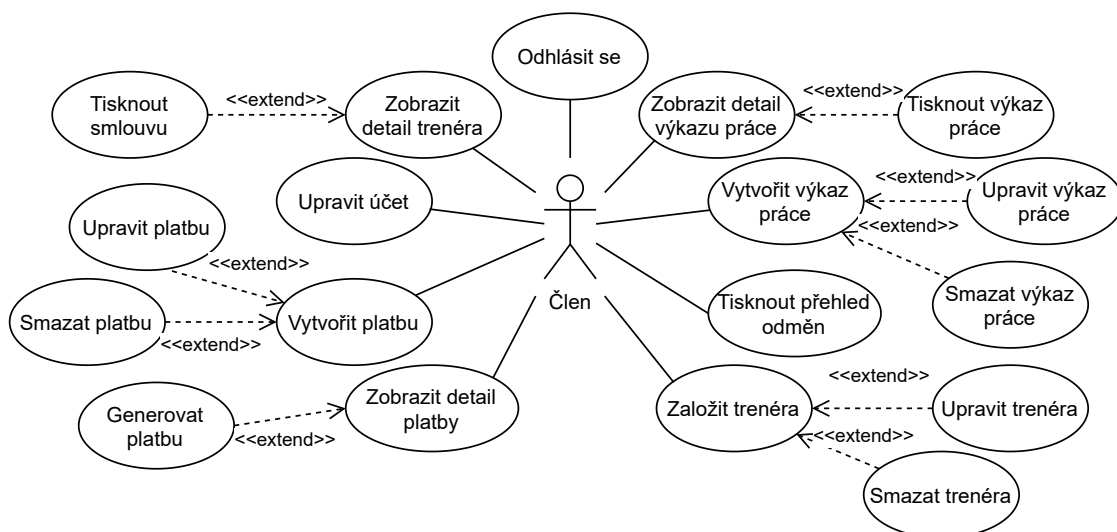 Odhlásit se
Tisknout
smlouvu
<<extend>>
Zobrazit
detail trenéra
Zobrazit detail
výkazu práce
<<extend>>
Tisknout výkaz
práce
Upravit účet
Vytvořit výkaz
práce
<<extend>>
Upravit výkaz
práce
<<extend>>
Smazat výkaz
práce
Upravit platbu
<<extend>>
Smazat platbu
<<extend>>
Vytvořit platbu
Člen
Tisknout přehled
odměn
Generovat
platbu
<<extend>>
Zobrazit detail
platby
Založit trenéra
<<extend>>
Upravit trenéra
<<extend>>
Smazat trenéra